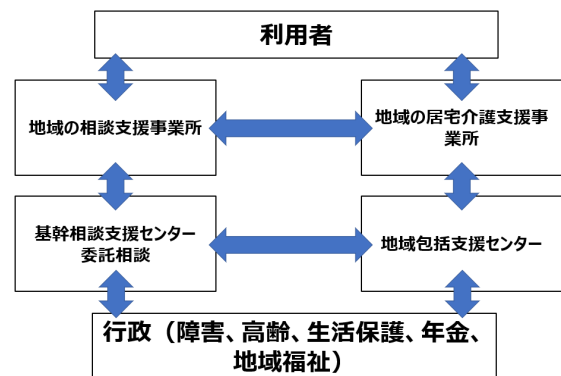 利用者
地域の相談支援事業所
地域の居宅介護支援事
業所
基幹相談支援センター
委託相談
地域包括支援センター
行政（障害、高齢、生活保護、年金、
地域福祉）